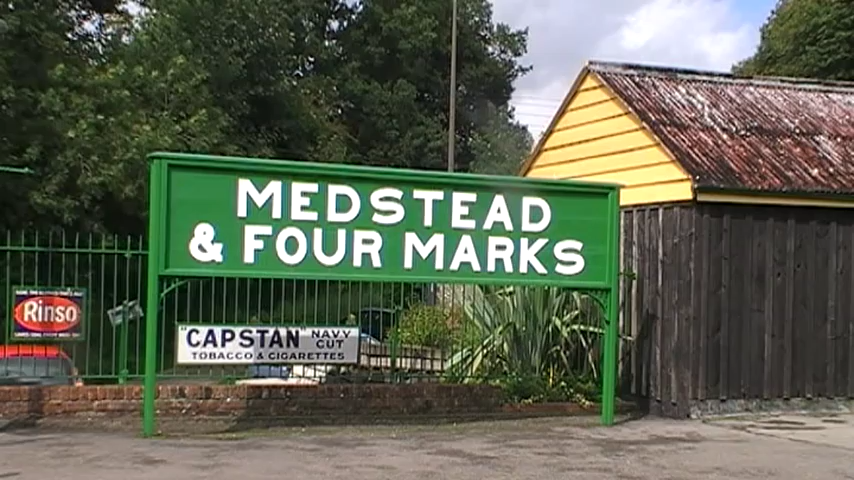 MEDSTEAD
& FOUR MARKS
Rinso
"CAPSTAN" NAVY CUT
TOBACCO & CIGARETTES